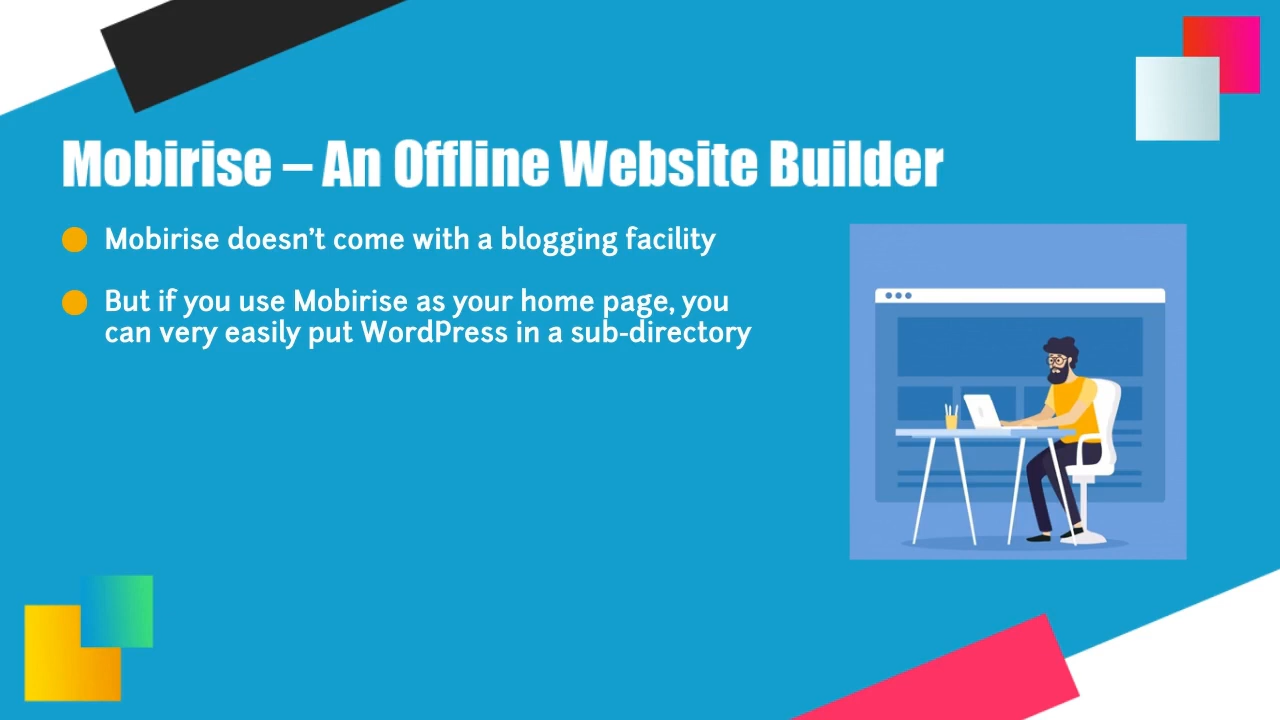 Mobirise – An Offline Website Builder
Mobirise doesn’t come with a blogging facility
But if you use Mobirise as your home page, you
can very easily put WordPress in a sub-directory